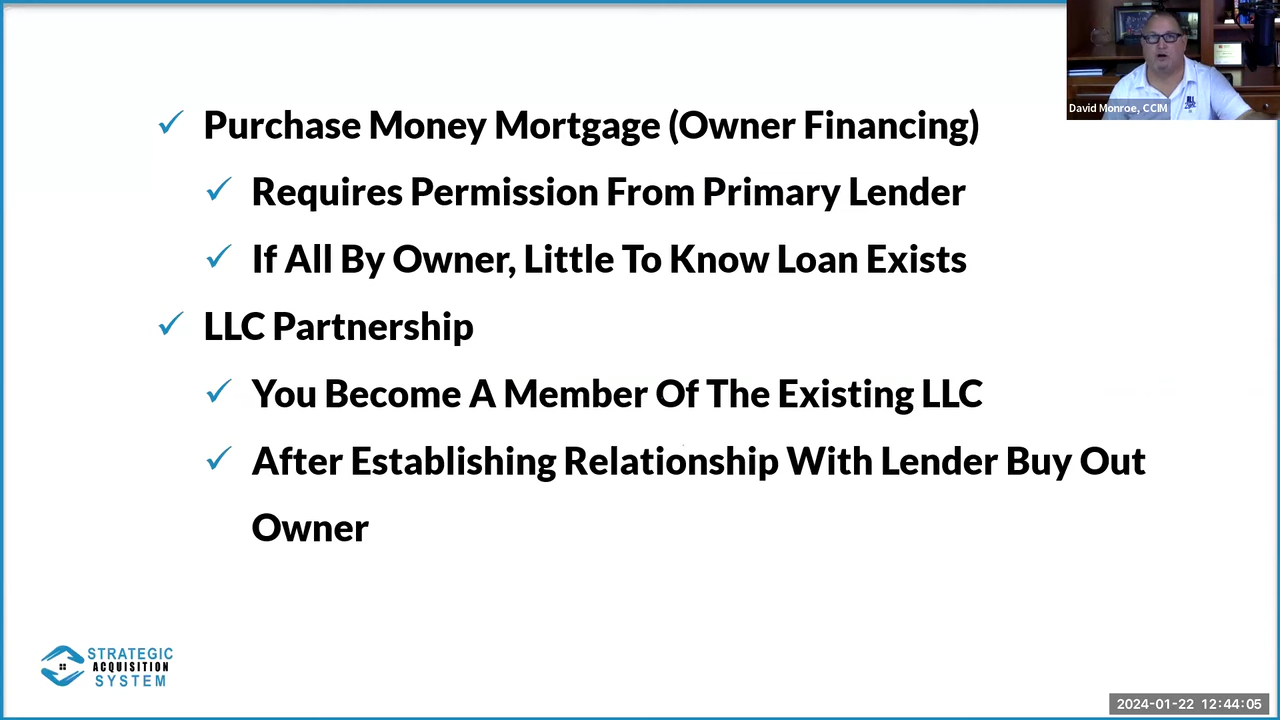 David Monroe, CCIM
✓ Purchase Money Mortgage (Owner Financing)
✓ Requires Permission From Primary Lender
✓ If All By Owner, Little To Know Loan Exists
✓ LLC Partnership
✓ You Become A Member Of The Existing LLC
✓ After Establishing Relationship With Lender Buy Out
Owner
STRATEGIC
ACQUISITION
SYSTEM
2024-01-22 12:44:05